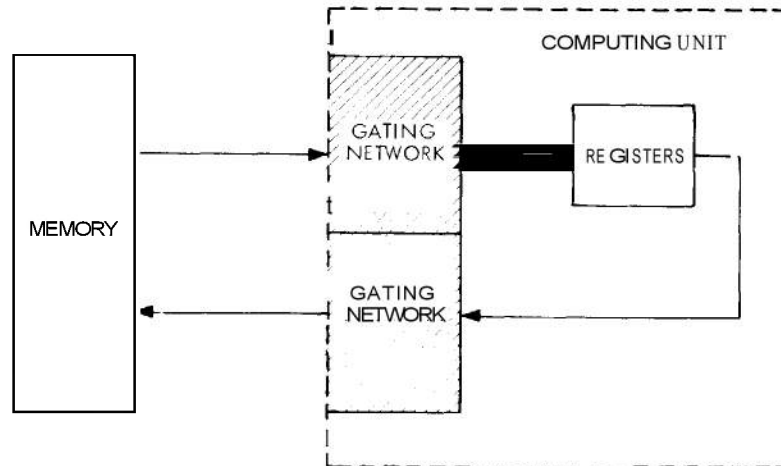 COMPUTING UNIT
GATING
NETWORK
REGISTERS
MEMORY
GATING
NETWORK